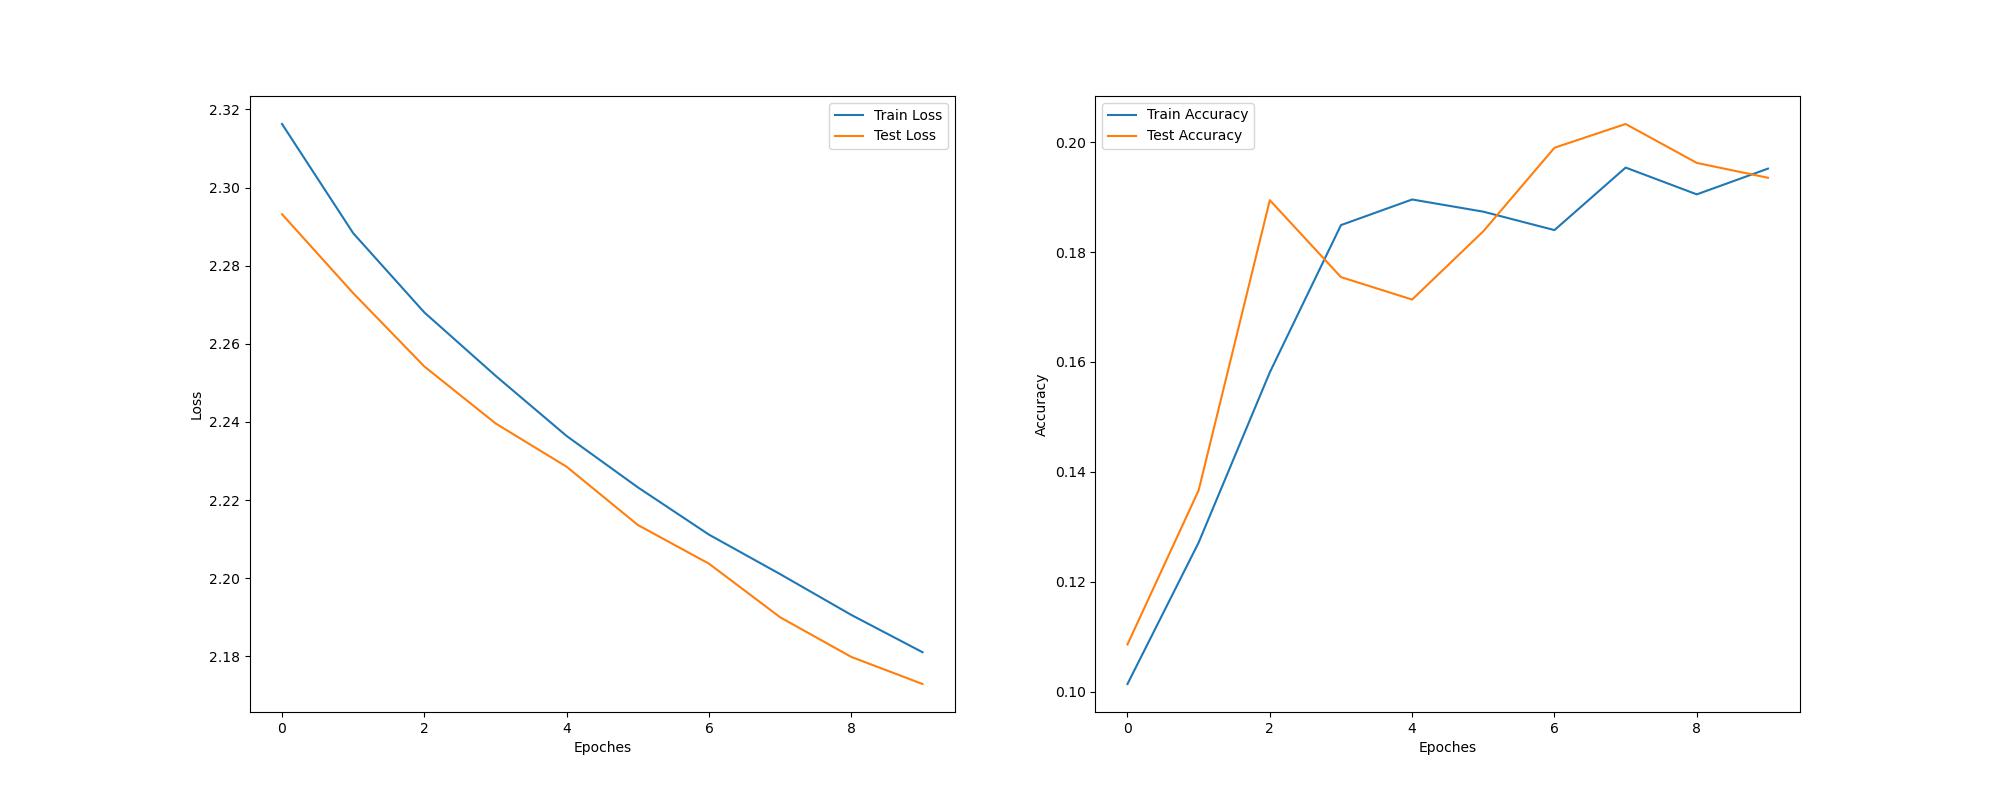 Train Loss
Test Loss
2.32
2.30
2.28
2.26
2.24
2.22
2.20
2.18
Loss
0 2 4 6 8
Epoches
Train Accuracy
Test Accuracy
0.20
0.18
0.16
0.14
0.12
0.10
Accuracy
0 2 4 6 8
Epoches